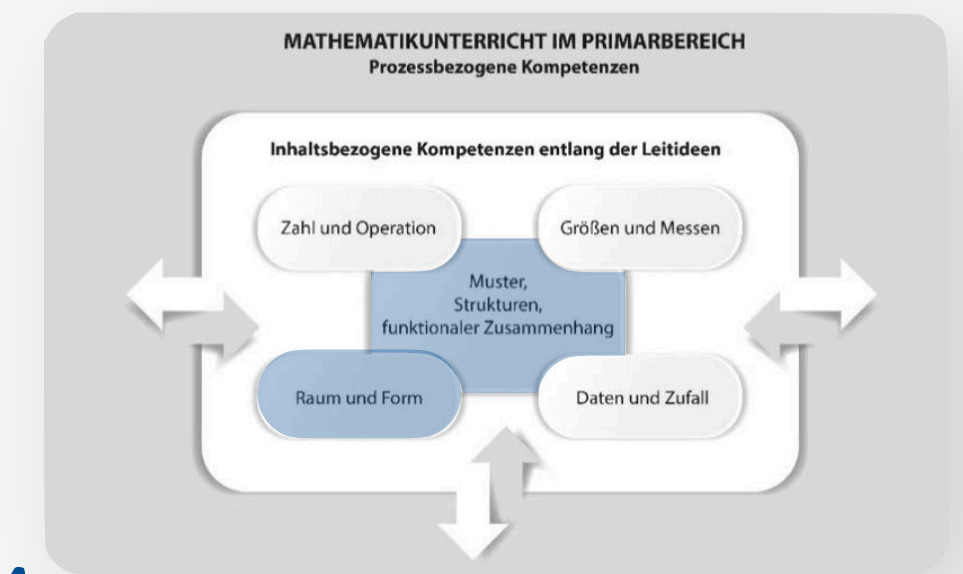 MATHEMATIKUNTERRICHT IM PRIMARBEREICH
Prozessbezogene Kompetenzen
Inhaltsbezogene Kompetenzen entlang der Leitideen
Zahl und Operation
Größen und Messen
Muster,
Strukturen,
funktionaler Zusammenhang
Raum und Form
Daten und Zufall